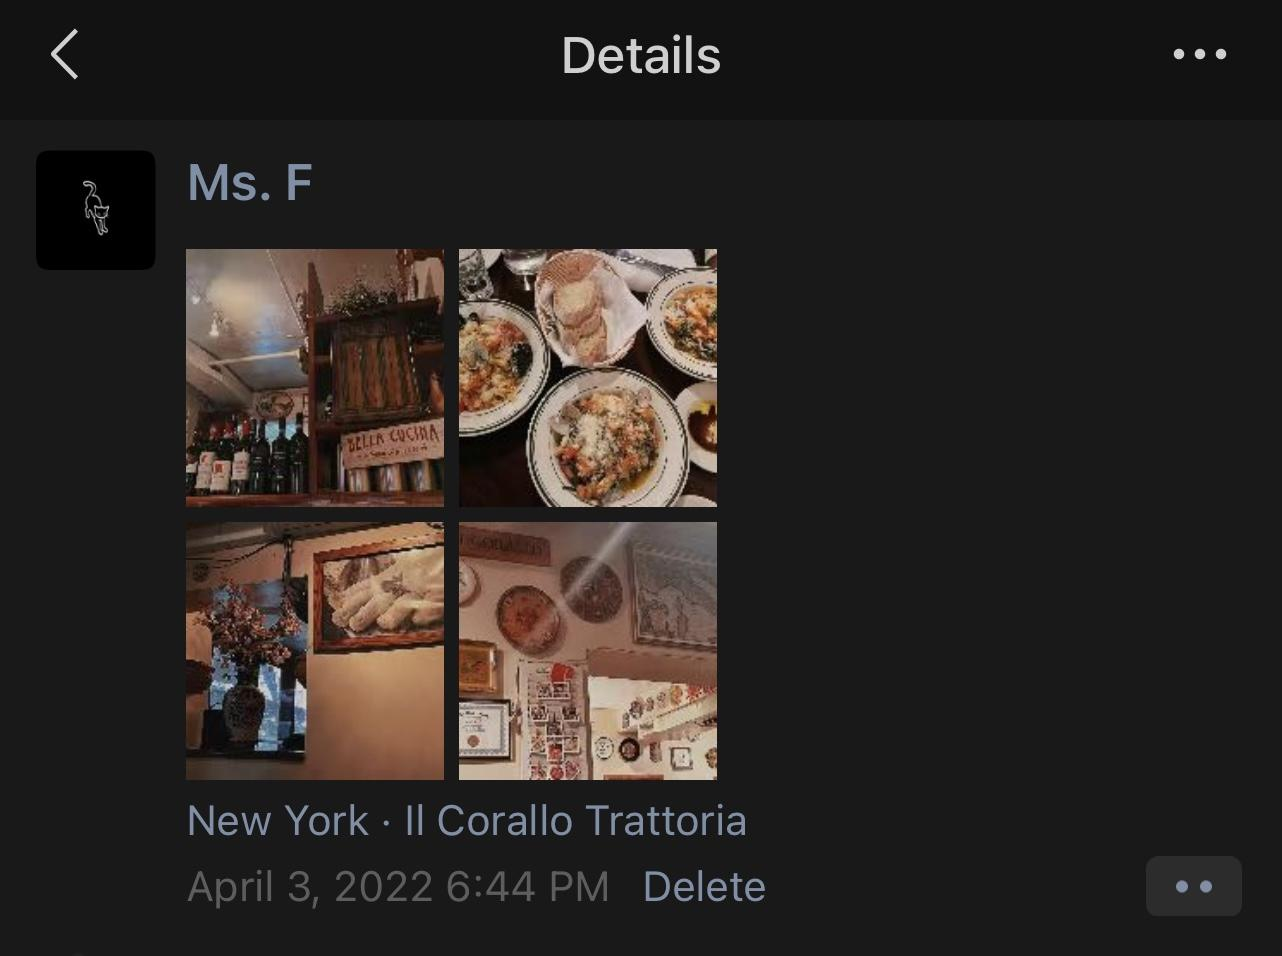 Details
Ms. F
BELLA CUCINA
New York · Il Corallo Trattoria
April 3, 2022 6:44 PM Delete